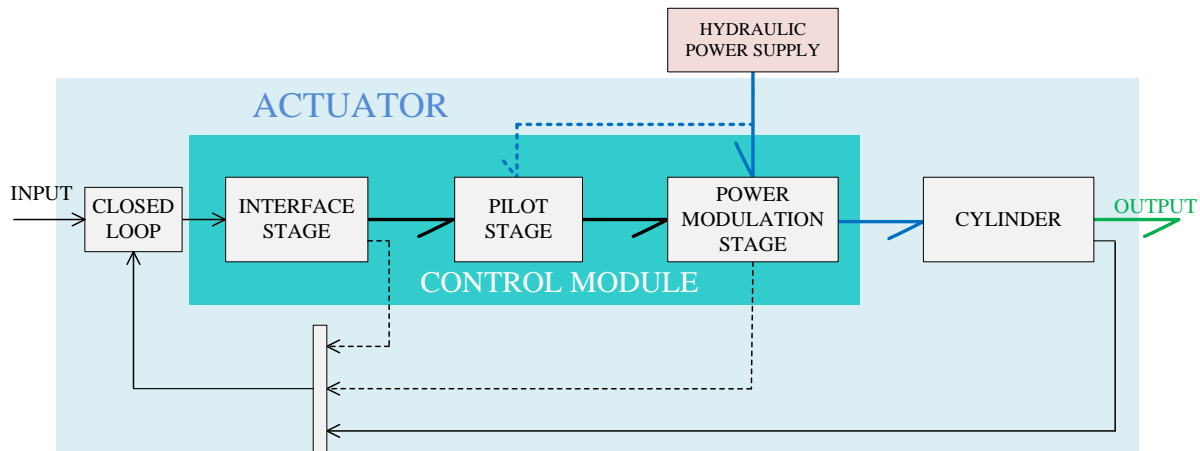 HYDRAULIC
POWER SUPPLY
ACTUATOR
INPUT
CLOSED
LOOP
INTERFACE
STAGE
PILOT
STAGE
POWER
MODULATION
STAGE
CYLINDER
OUTPUT
CONTROL MODULE